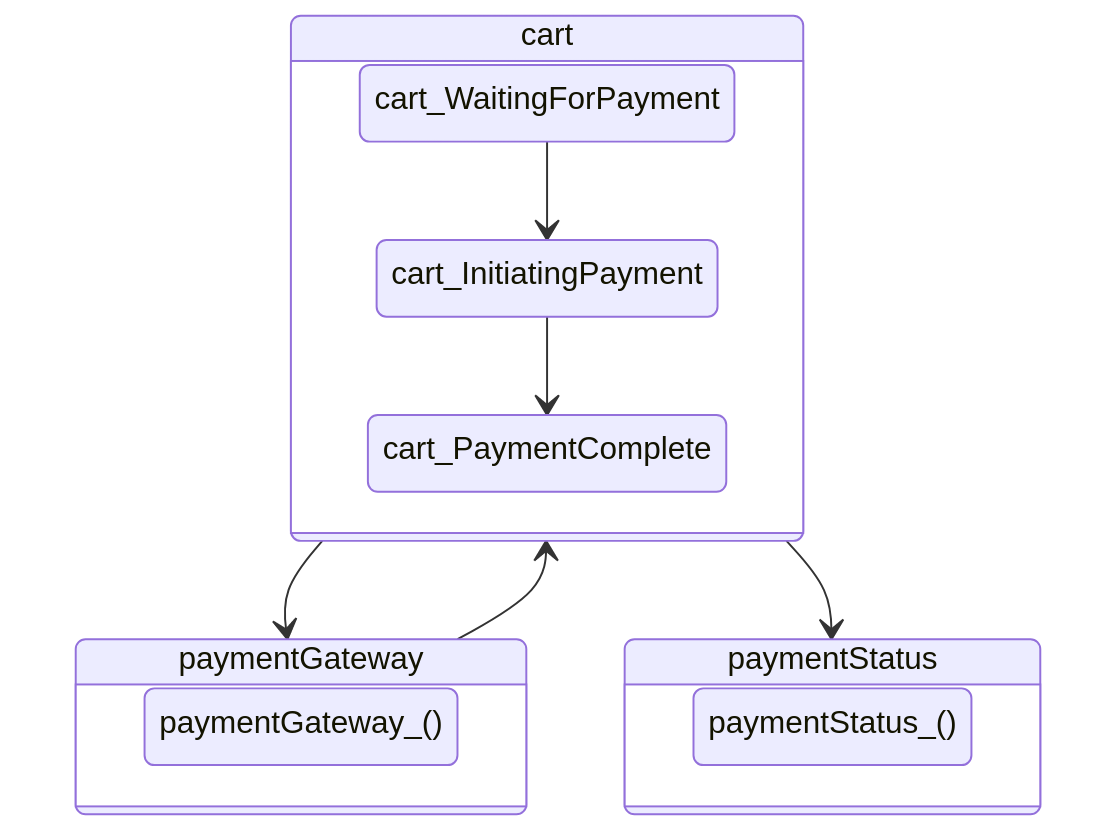 cart
cart_WaitingForPayment
cart_InitiatingPayment
cart_PaymentComplete
paymentGateway
paymentGateway_()
paymentStatus
paymentStatus_()